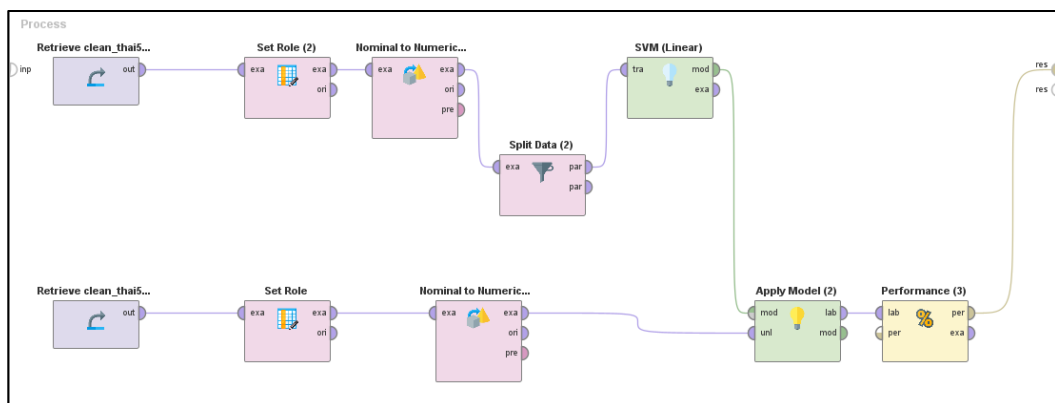 Process
Retrieve clean_thai5...
Set Role (2)
Nominal to Numeric...
SVM (Linear)
inp
out
exa
exa
ori
exa
exa
ori
pre
tra
mod
exa
res
res
Split Data (2)
exa
par
par
Retrieve clean_thai5...
Set Role
Nominal to Numeric...
Apply Model (2)
Performance (3)
out
exa
exa
ori
exa
exa
ori
pre
mod
unl
lab
mod
lab
per
per
exa